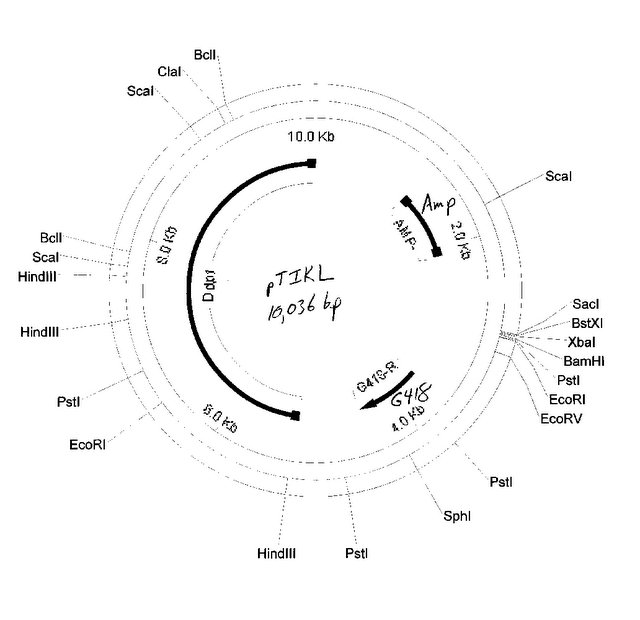 BclI
ClaI
ScaI
10.0 Kb
ScaI
Amp
AMP-
2.0 Kb
8.0 Kb
BclI
ScaI
HindIII
Ddp1
pTIKL
10,036 bp
SacI
BstXI
XbaI
BamHI
PstI
EcoRI
EcoRV
HindIII
G418-R
G418
4.0 Kb
PstI
6.0 Kb
EcoRI
PstI
SphI
HindIII
PstI